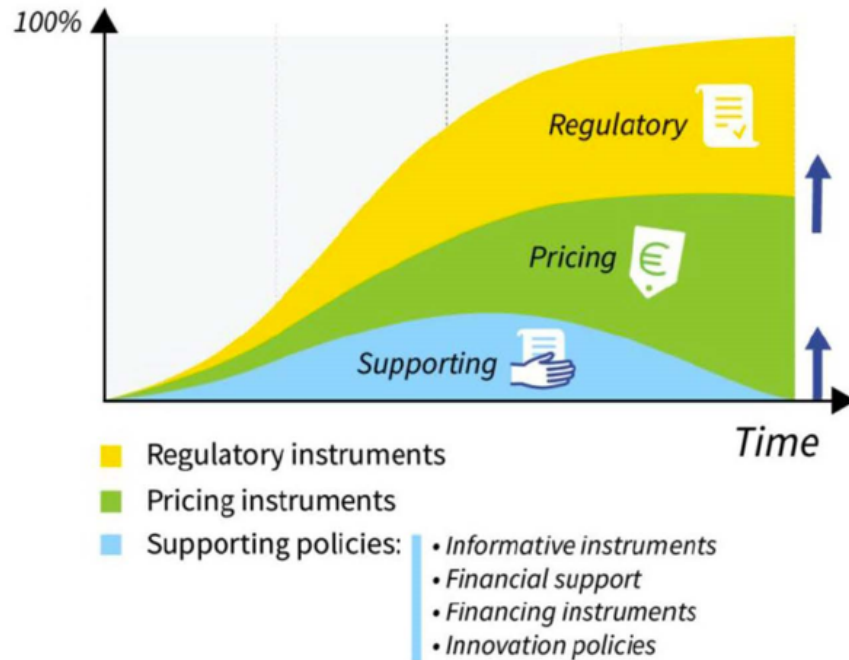 100%
Regulatory
Pricing
€
Supporting
Time
Regulatory instruments
Pricing instruments
Supporting policies:
• Informative instruments
• Financial support
• Financing instruments
• Innovation policies